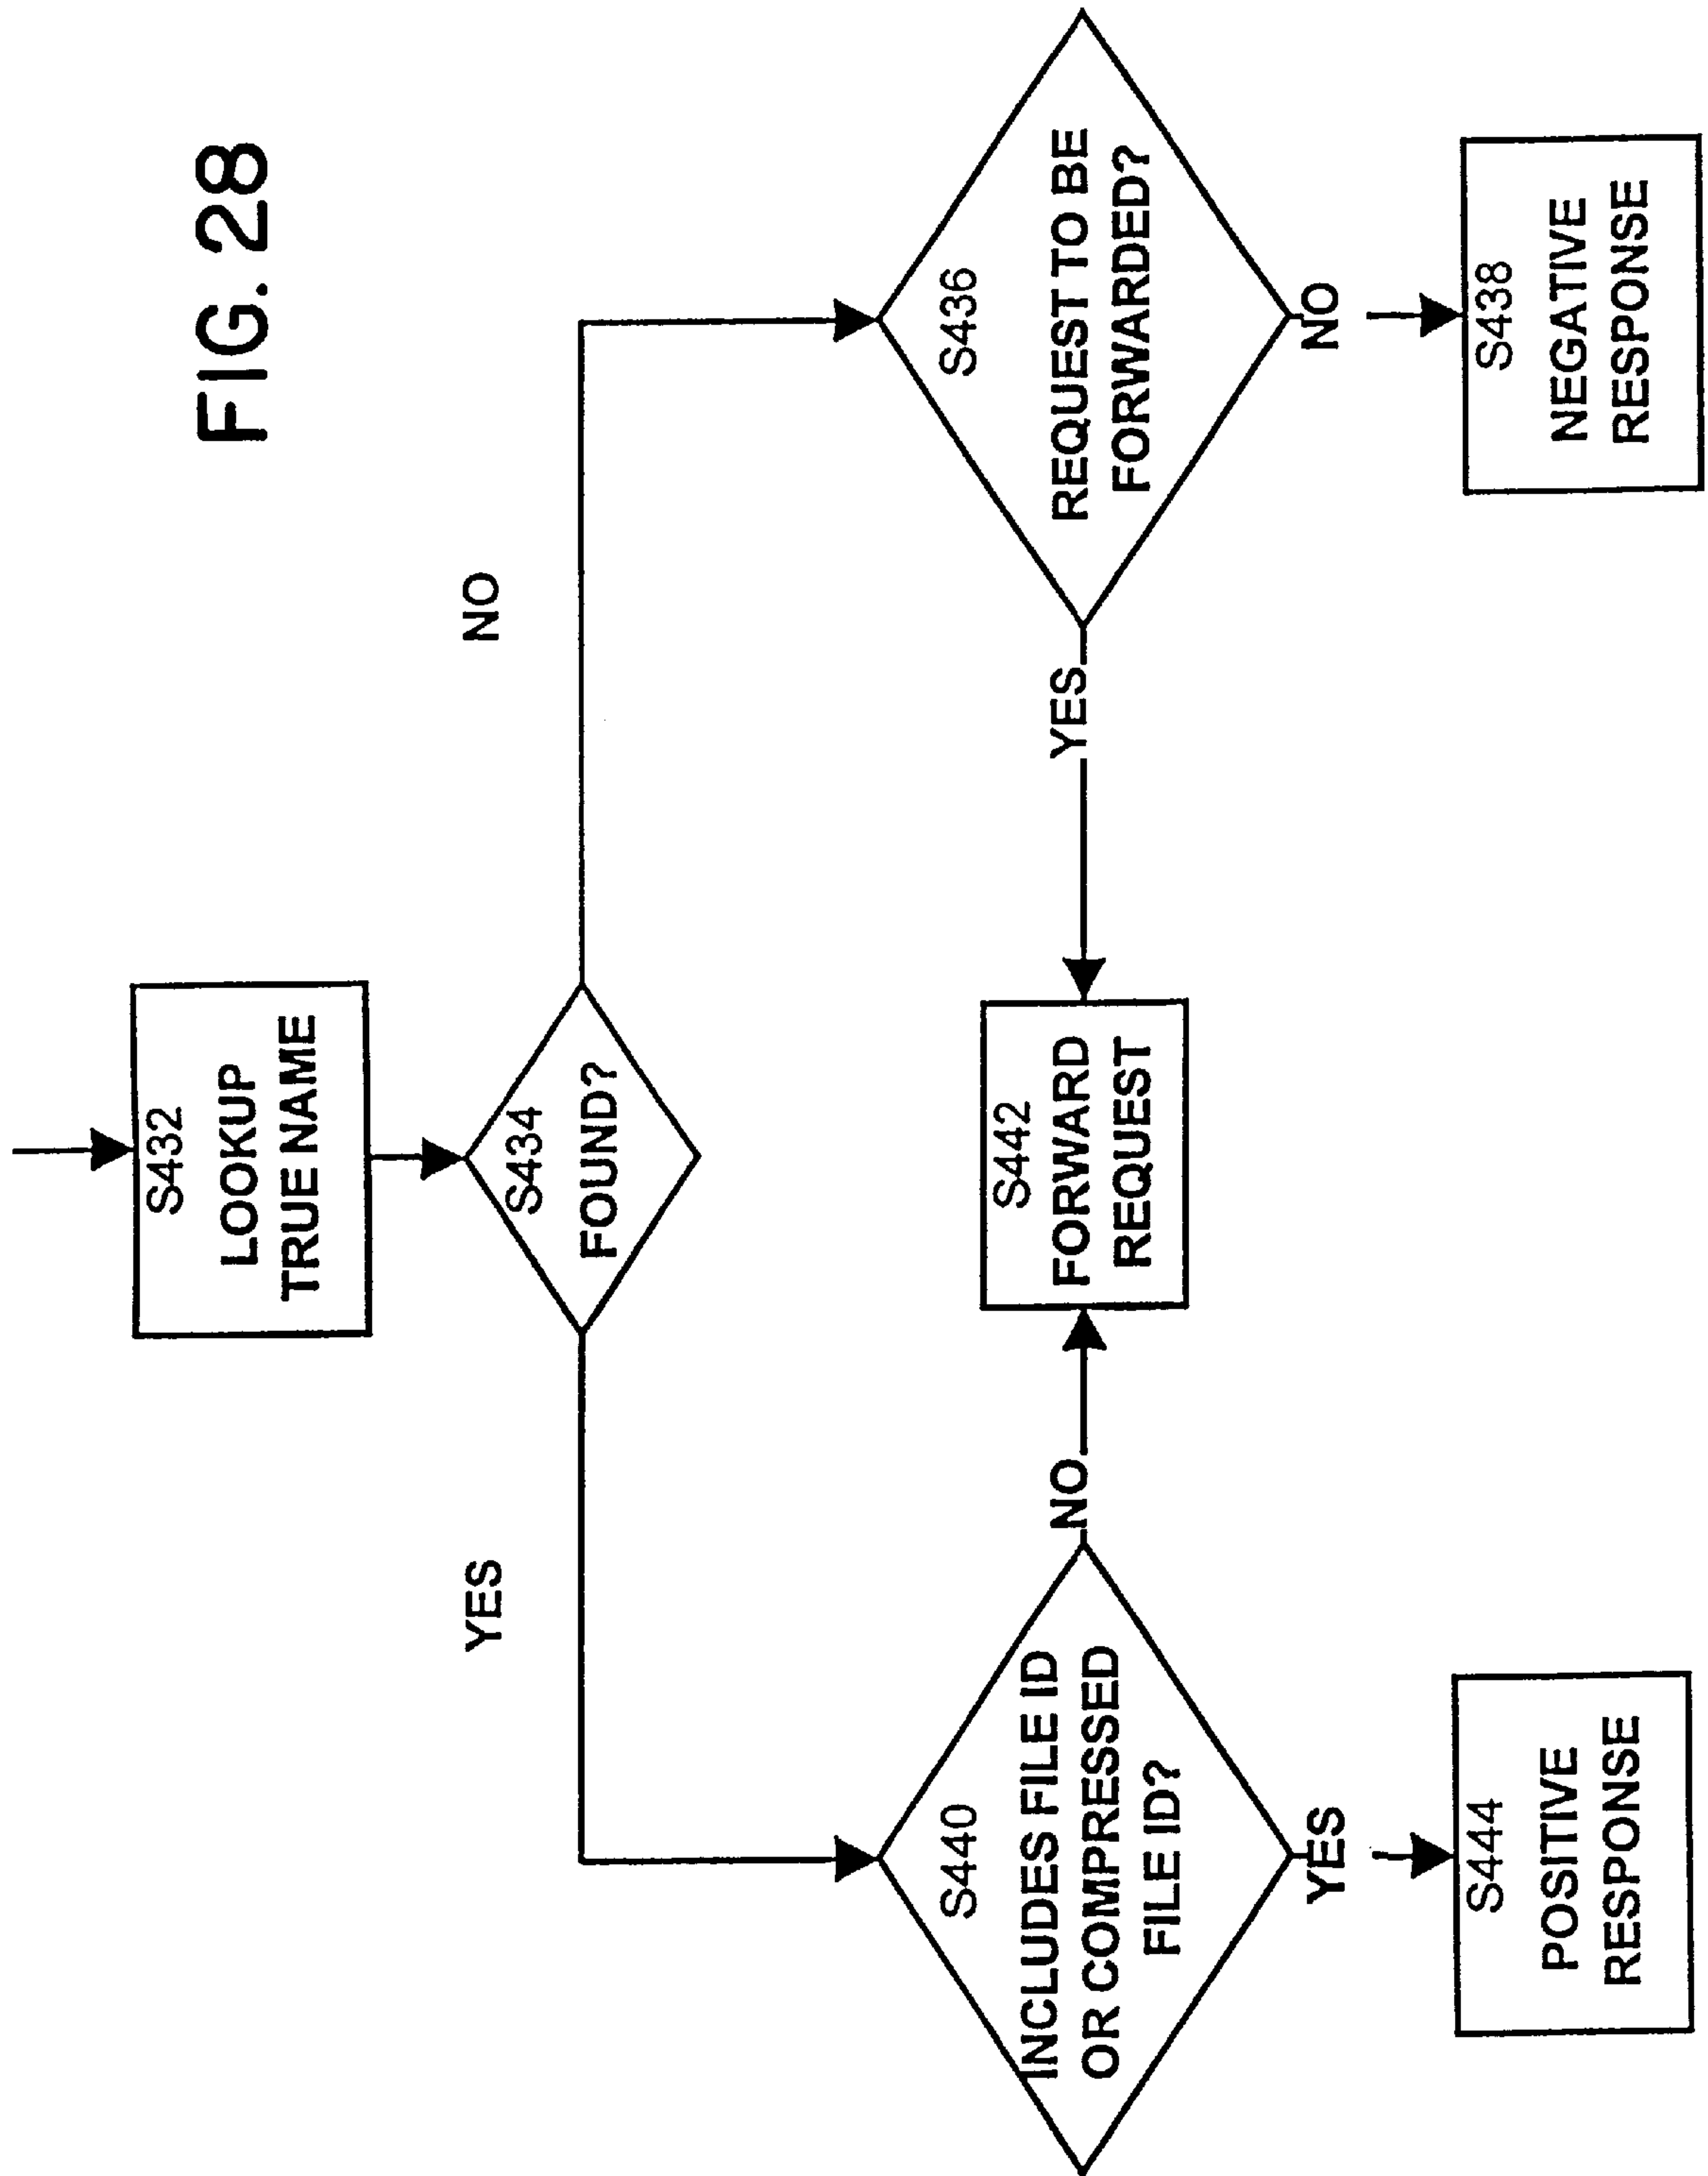 FIG. 28
S432
LOOKUP
TRUE NAME
S434
FOUND?
YES
NO
S440
INCLUDES FILE ID
OR COMPRESSED
FILE ID?
NO
S442
FORWARD
REQUEST
YES
S436
REQUEST TO BE
FORWARDED?
YES
NO
S444
POSITIVE
RESPONSE
S438
NEGATIVE
RESPONSE